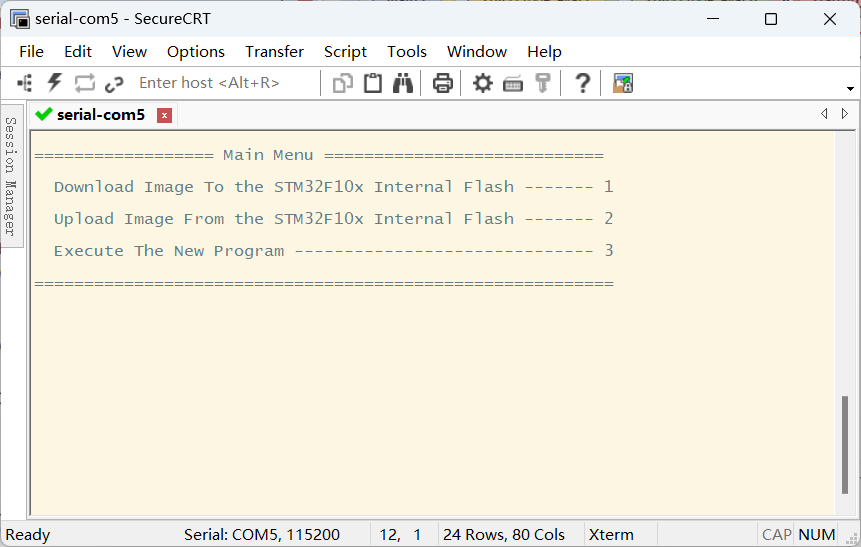 serial-com5 - SecureCRT
File Edit View Options Transfer Script Tools Window Help
Enter host <Alt+R>
serial-com5
Session Manager
================== Main Menu ============================
Download Image To the STM32F10x Internal Flash ------- 1
Upload Image From the STM32F10x Internal Flash ------- 2
Execute The New Program ------------------------------ 3
==========================================================
Ready Serial: COM5, 115200 12, 1 24 Rows, 80 Cols Xterm CAP NUM